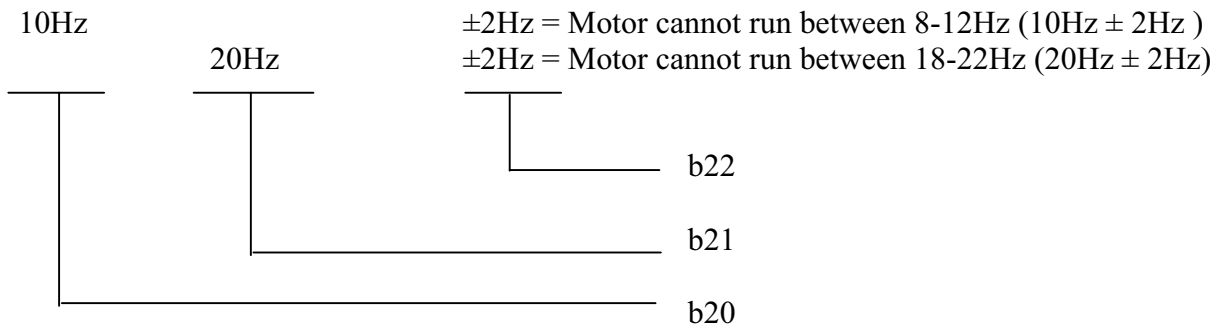 10Hz ±2Hz = Motor cannot run between 8-12Hz (10Hz ± 2Hz )
20Hz ±2Hz = Motor cannot run between 18-22Hz (20Hz ± 2Hz)
b22
b21
b20